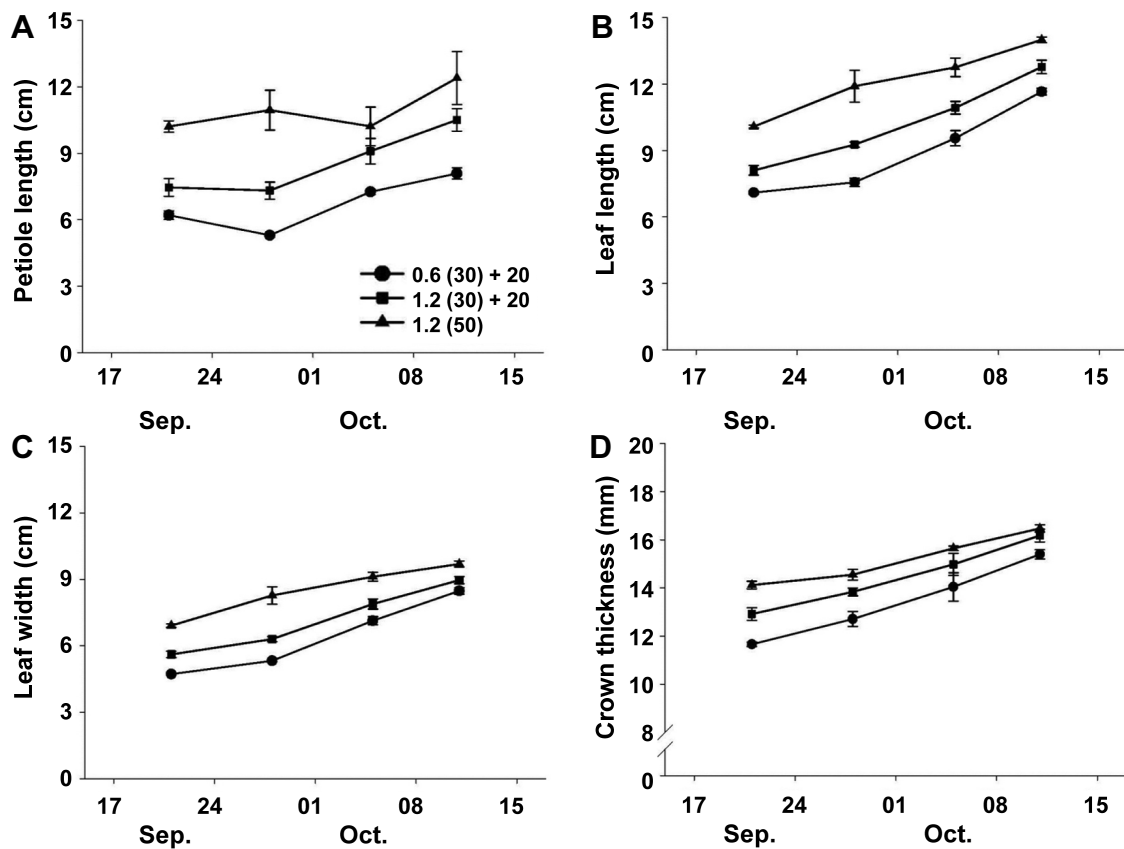 A
Petiole length (cm)
15
12
9
6
3
0
0.6 (30) + 20
1.2 (30) + 20
1.2 (50)
17 24 01 08 15
Sep. Oct.
B
Leaf length (cm)
15
12
9
6
3
0
17 24 01 08 15
Sep. Oct.
C
Leaf width (cm)
15
12
9
6
3
0
17 24 01 08 15
Sep. Oct.
D
Crown thickness (mm)
20
18
16
14
12
10
8
0
17 24 01 08 15
Sep. Oct.